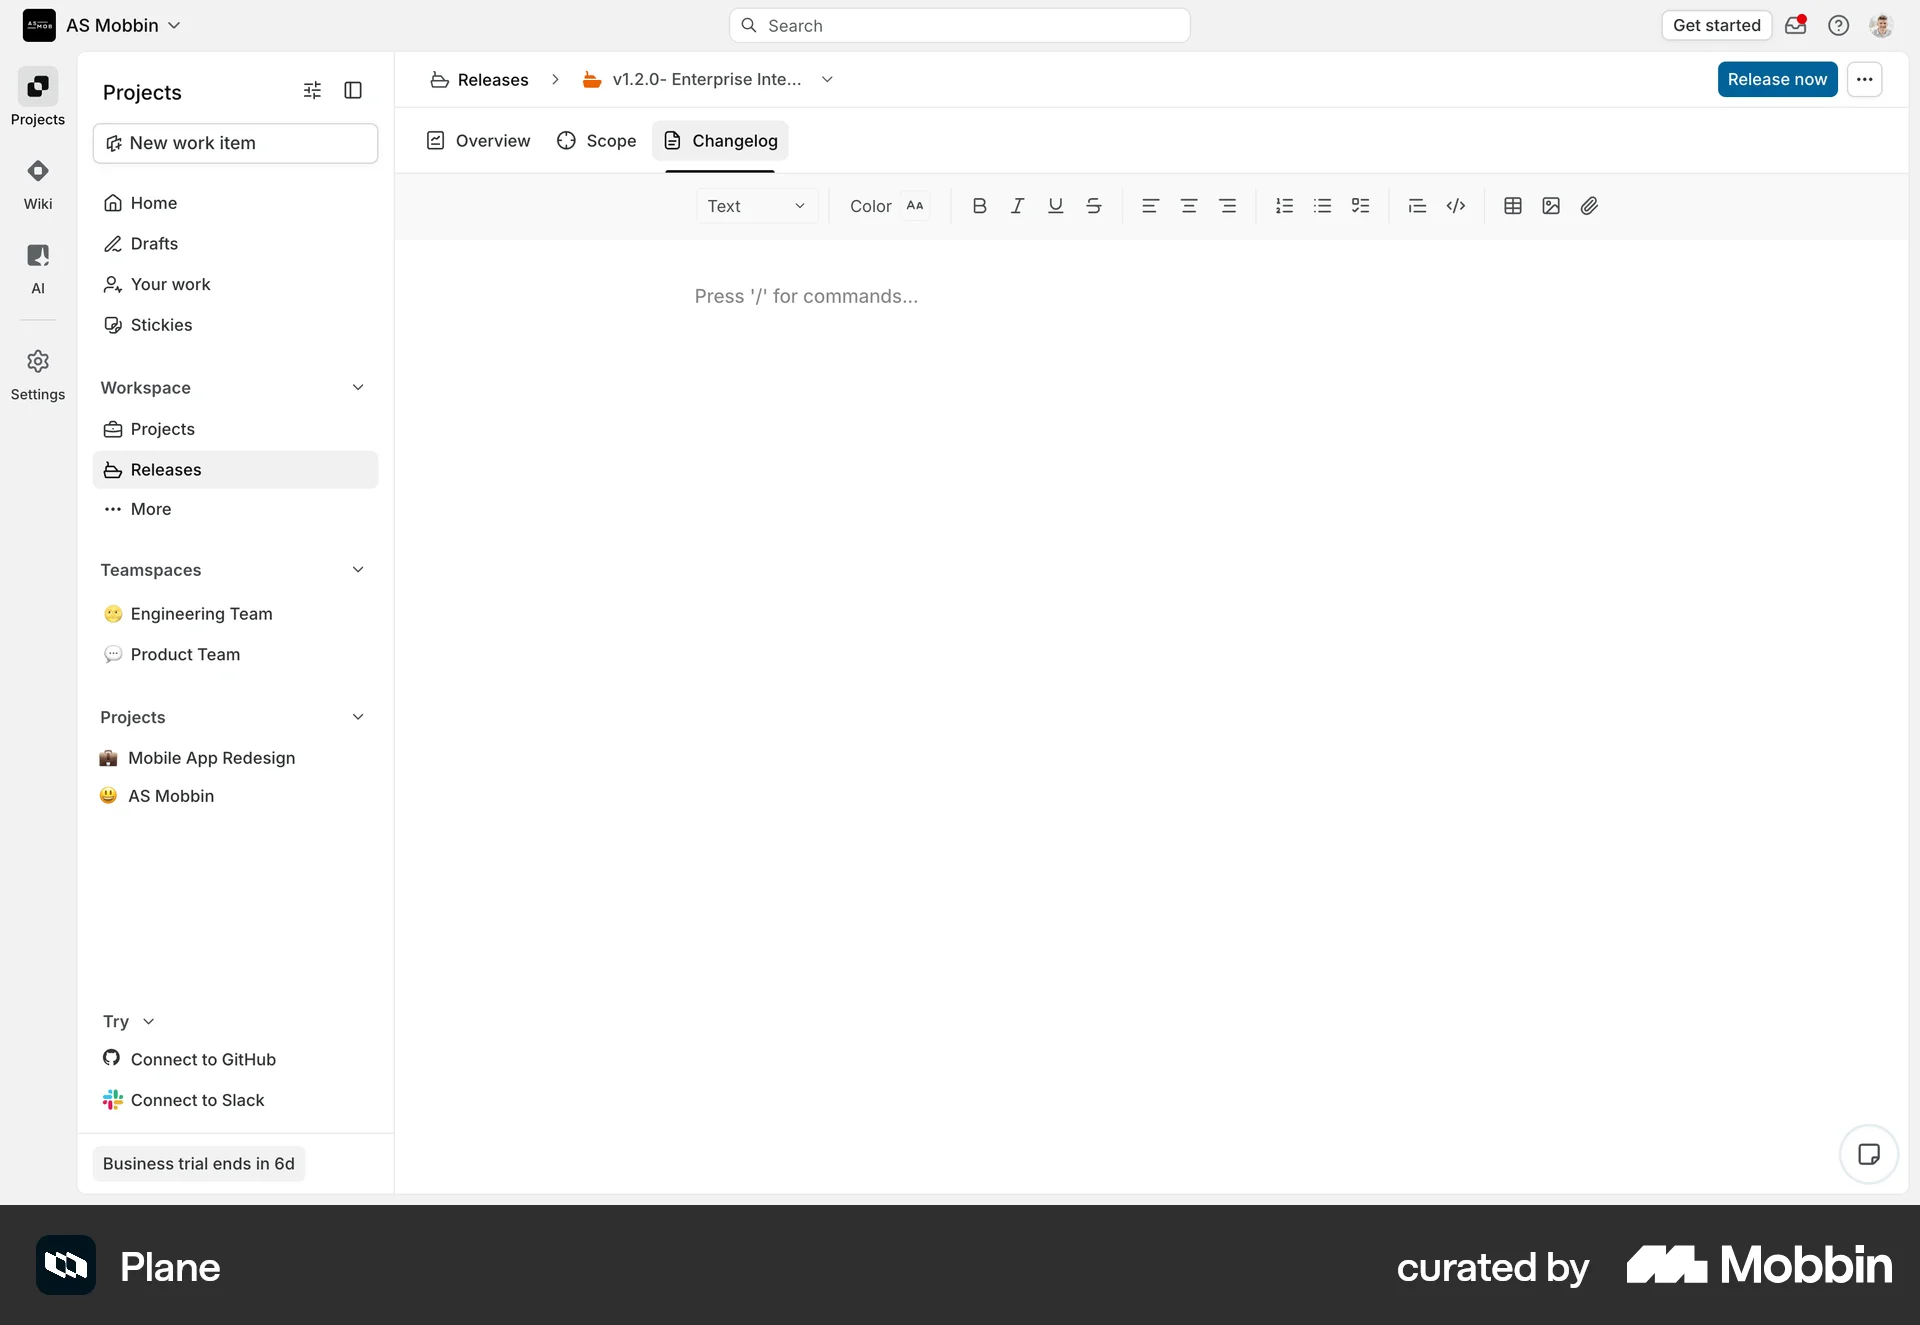 AS Mobbin
Search
Get started
Projects
Wiki
AI
Settings
Projects
New work item
Home
Drafts
Your work
Stickies
Workspace
Projects
Releases
More
Teamspaces
Engineering Team
Product Team
Projects
Mobile App Redesign
AS Mobbin
Try
Connect to GitHub
Connect to Slack
Business trial ends in 6d
Releases
v1.2.0- Enterprise Inte...
Release now
Overview
Scope
Changelog
Text
Color AA
Press '/' for commands...
Plane
curated by Mobbin